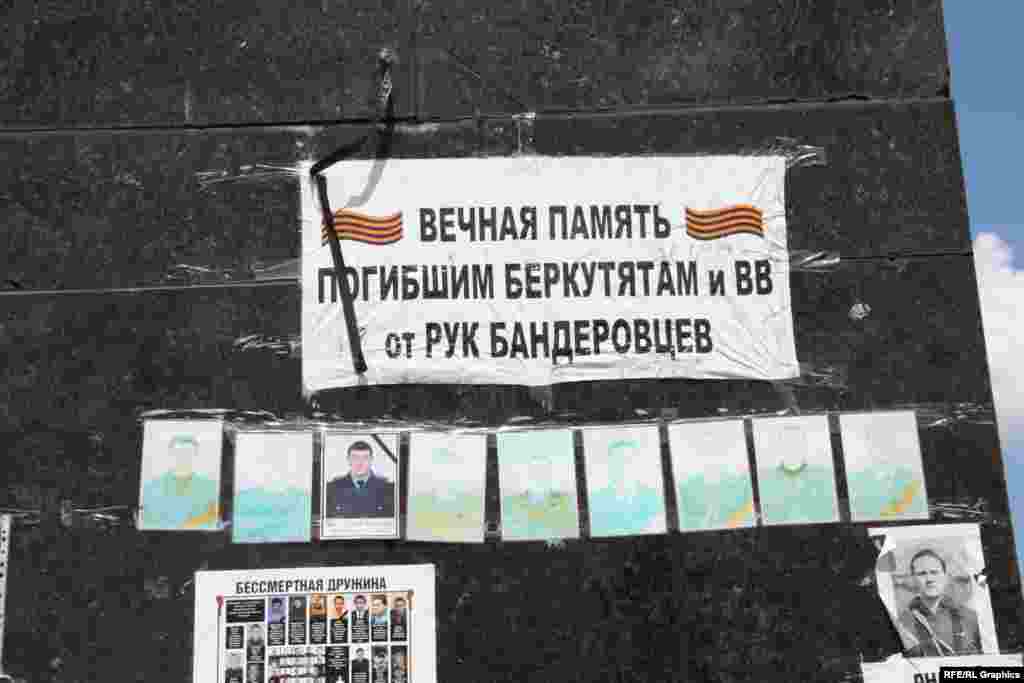 ВЕЧНАЯ ПАМЯТЬ
ПОГИБШИМ БЕРКУТЯТАМ и ВВ
от РУК БАНДЕРОВЦЕВ
БЕССМЕРТНАЯ ДРУЖИНА
RFE/RL Graphics